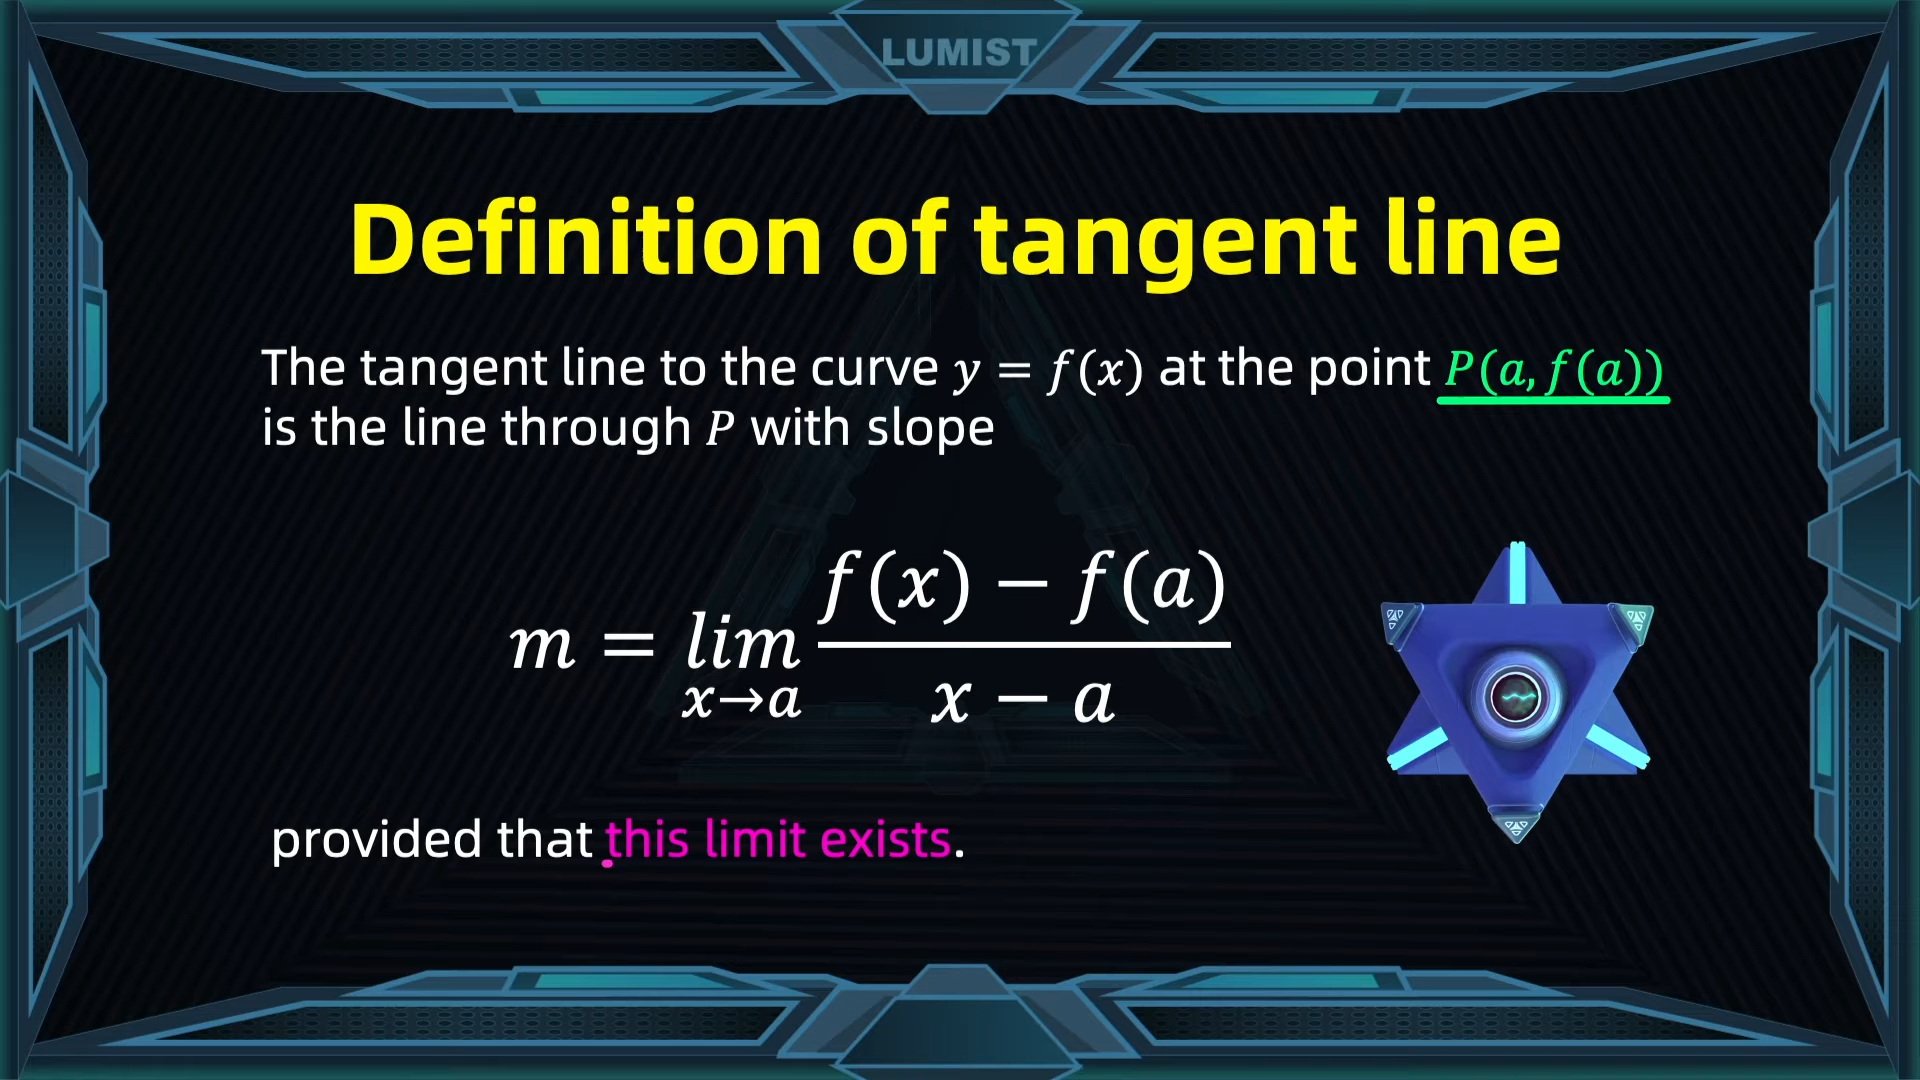 LUMIST
Definition of tangent line
The tangent line to the curve y = f(x) at the point P(a, f(a))
is the line through P with slope
m = lim x→a (f(x) − f(a)) / (x − a)
provided that this limit exists.